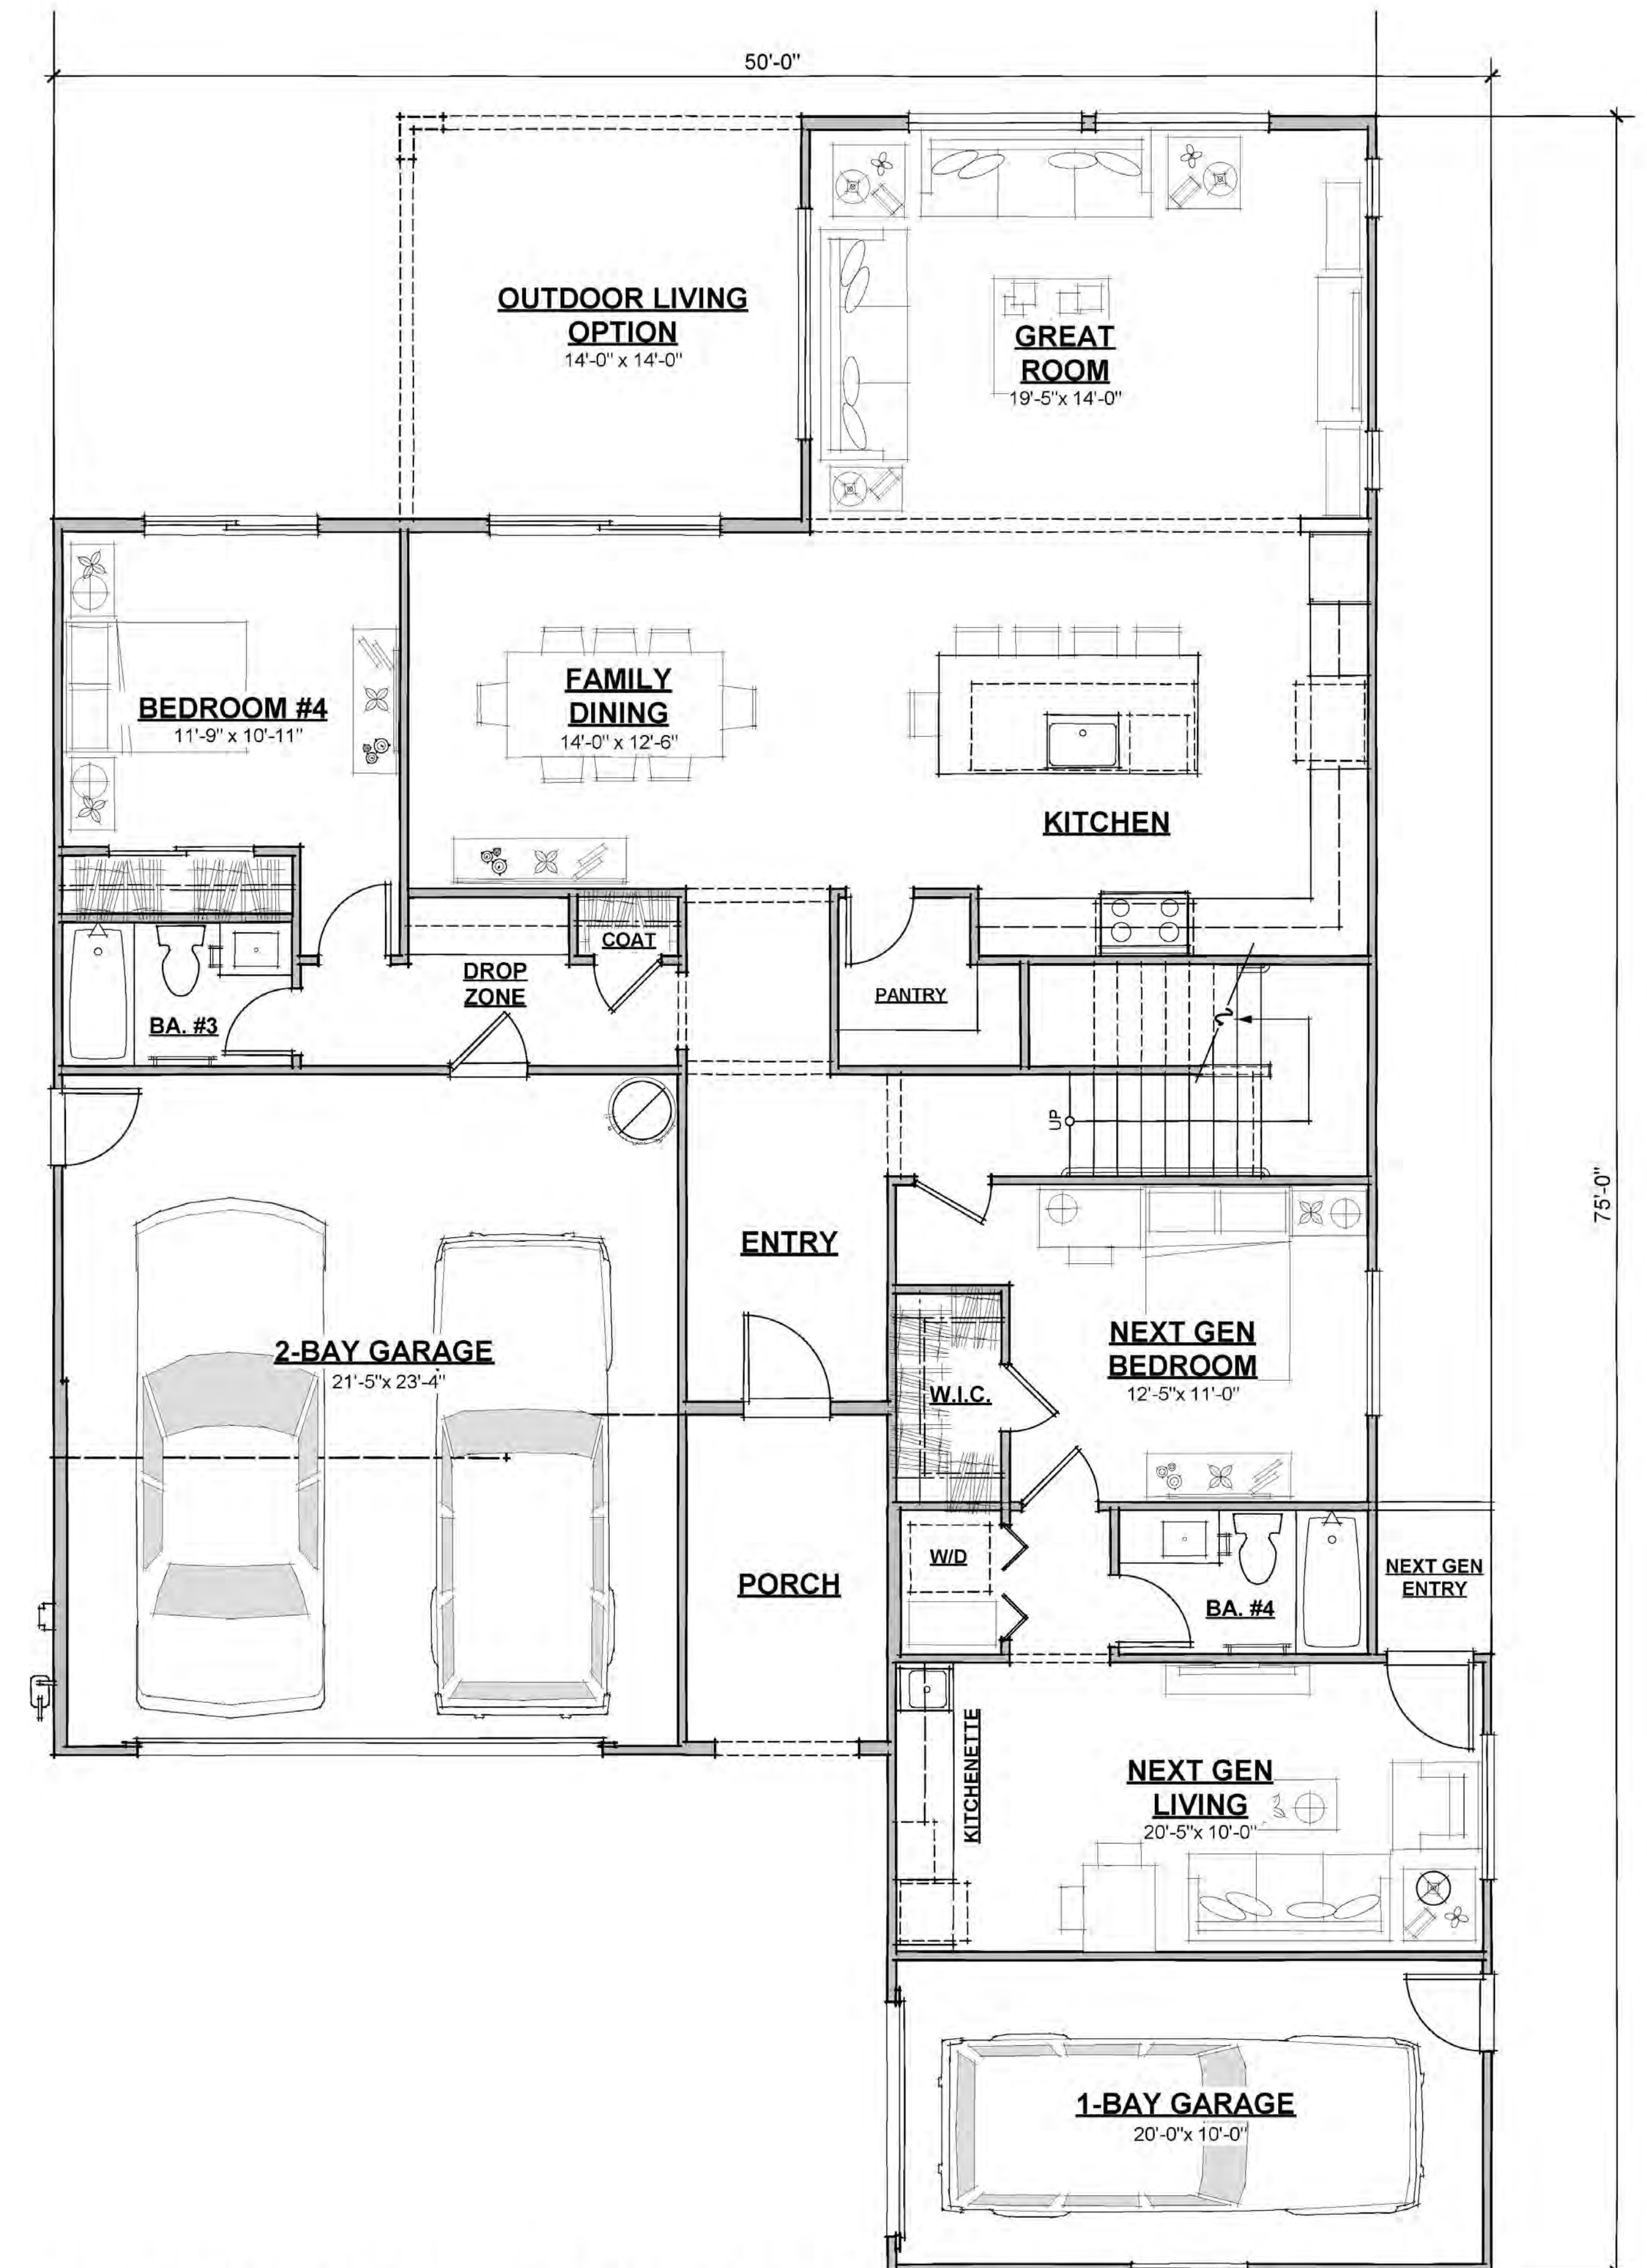 50'-0"
OUTDOOR LIVING
OPTION
14'-0" x 14'-0"
GREAT
ROOM
19'-5"x 14'-0"
FAMILY
DINING
14'-0" x 12'-6"
BEDROOM #4
11'-9" x 10'-11"
KITCHEN
COAT
DROP
ZONE
PANTRY
BA. #3
UP
75'-0"
ENTRY
2-BAY GARAGE
21'-5"x 23'-4"
NEXT GEN
BEDROOM
12'-5"x 11'-0"
W.I.C.
W/D
NEXT GEN
ENTRY
PORCH
BA. #4
KITCHENETTE
NEXT GEN
LIVING
20'-5"x 10'-0"
1-BAY GARAGE
20'-0"x 10'-0"